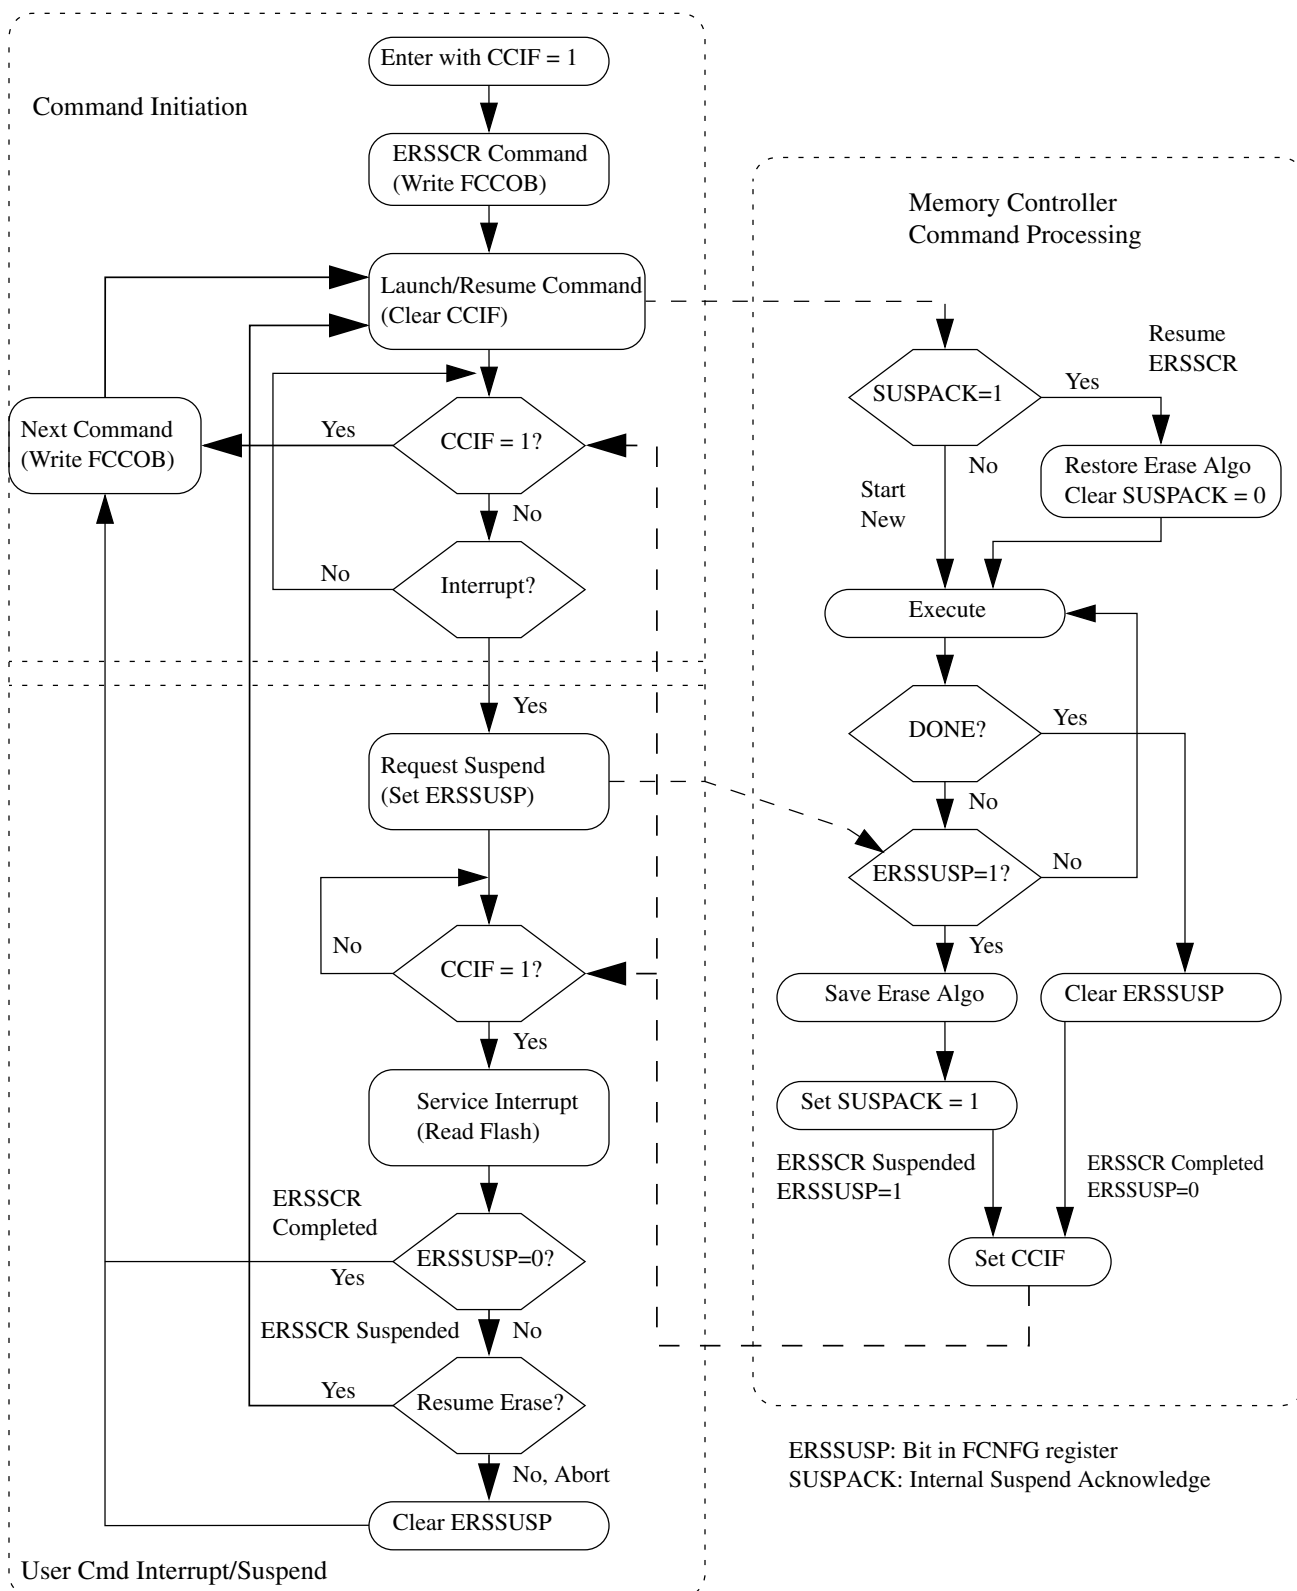 Enter with CCIF = 1
Command Initiation
ERSSCR Command
(Write FCCOB)
Launch/Resume Command
(Clear CCIF)
Next Command
(Write FCCOB)
Yes
CCIF = 1?
No
No
Interrupt?
Yes
Request Suspend
(Set ERSSUSP)
No
CCIF = 1?
Yes
Service Interrupt
(Read Flash)
ERSSCR
Completed
ERSSUSP=0?
Yes
ERSSCR Suspended
No
Yes
Resume Erase?
No, Abort
Clear ERSSUSP
User Cmd Interrupt/Suspend
Memory Controller
Command Processing
Resume
ERSSCR
SUSPACK=1
Yes
No
Restore Erase Algo
Clear SUSPACK = 0
Start
New
Execute
DONE?
Yes
No
ERSSUSP=1?
No
Yes
Save Erase Algo
Clear ERSSUSP
Set SUSPACK = 1
ERSSCR Suspended
ERSSUSP=1
ERSSCR Completed
ERSSUSP=0
Set CCIF
ERSSUSP: Bit in FCNFG register
SUSPACK: Internal Suspend Acknowledge